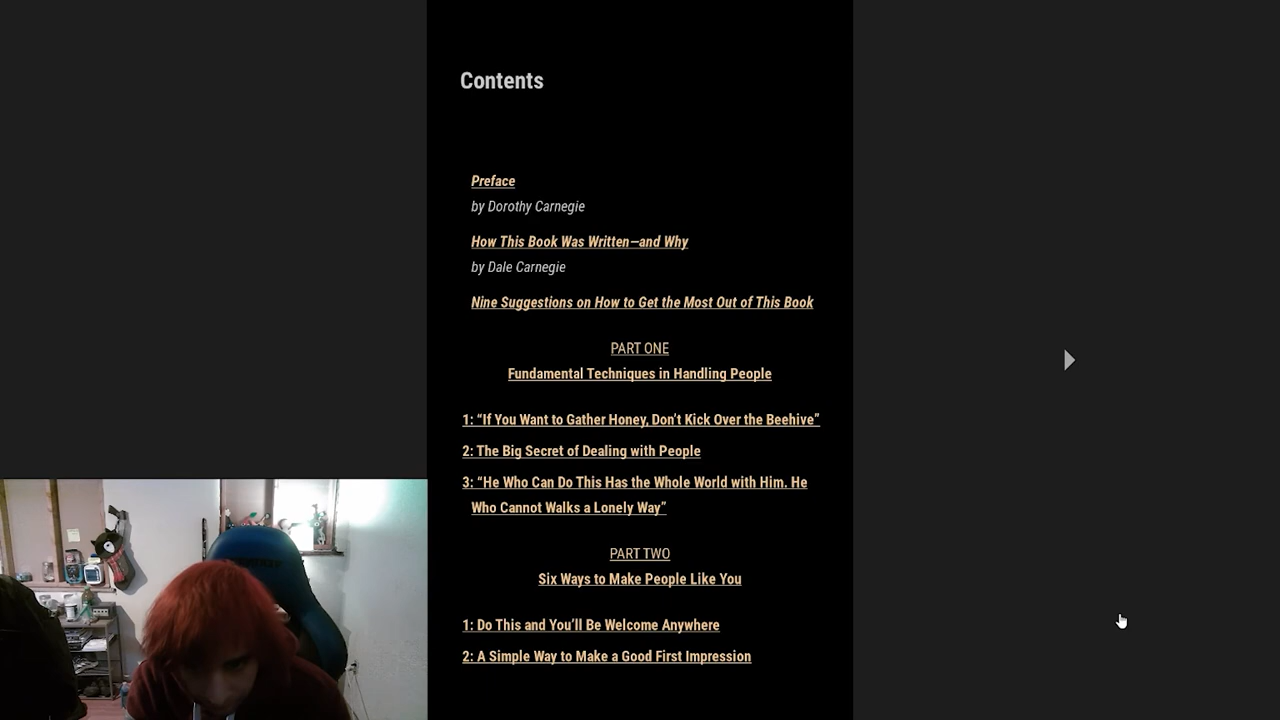 Contents
Preface
by Dorothy Carnegie
How This Book Was Written—and Why
by Dale Carnegie
Nine Suggestions on How to Get the Most Out of This Book
PART ONE
Fundamental Techniques in Handling People
1: “If You Want to Gather Honey, Don’t Kick Over the Beehive”
2: The Big Secret of Dealing with People
3: “He Who Can Do This Has the Whole World with Him. He
Who Cannot Walks a Lonely Way”
PART TWO
Six Ways to Make People Like You
1: Do This and You’ll Be Welcome Anywhere
2: A Simple Way to Make a Good First Impression